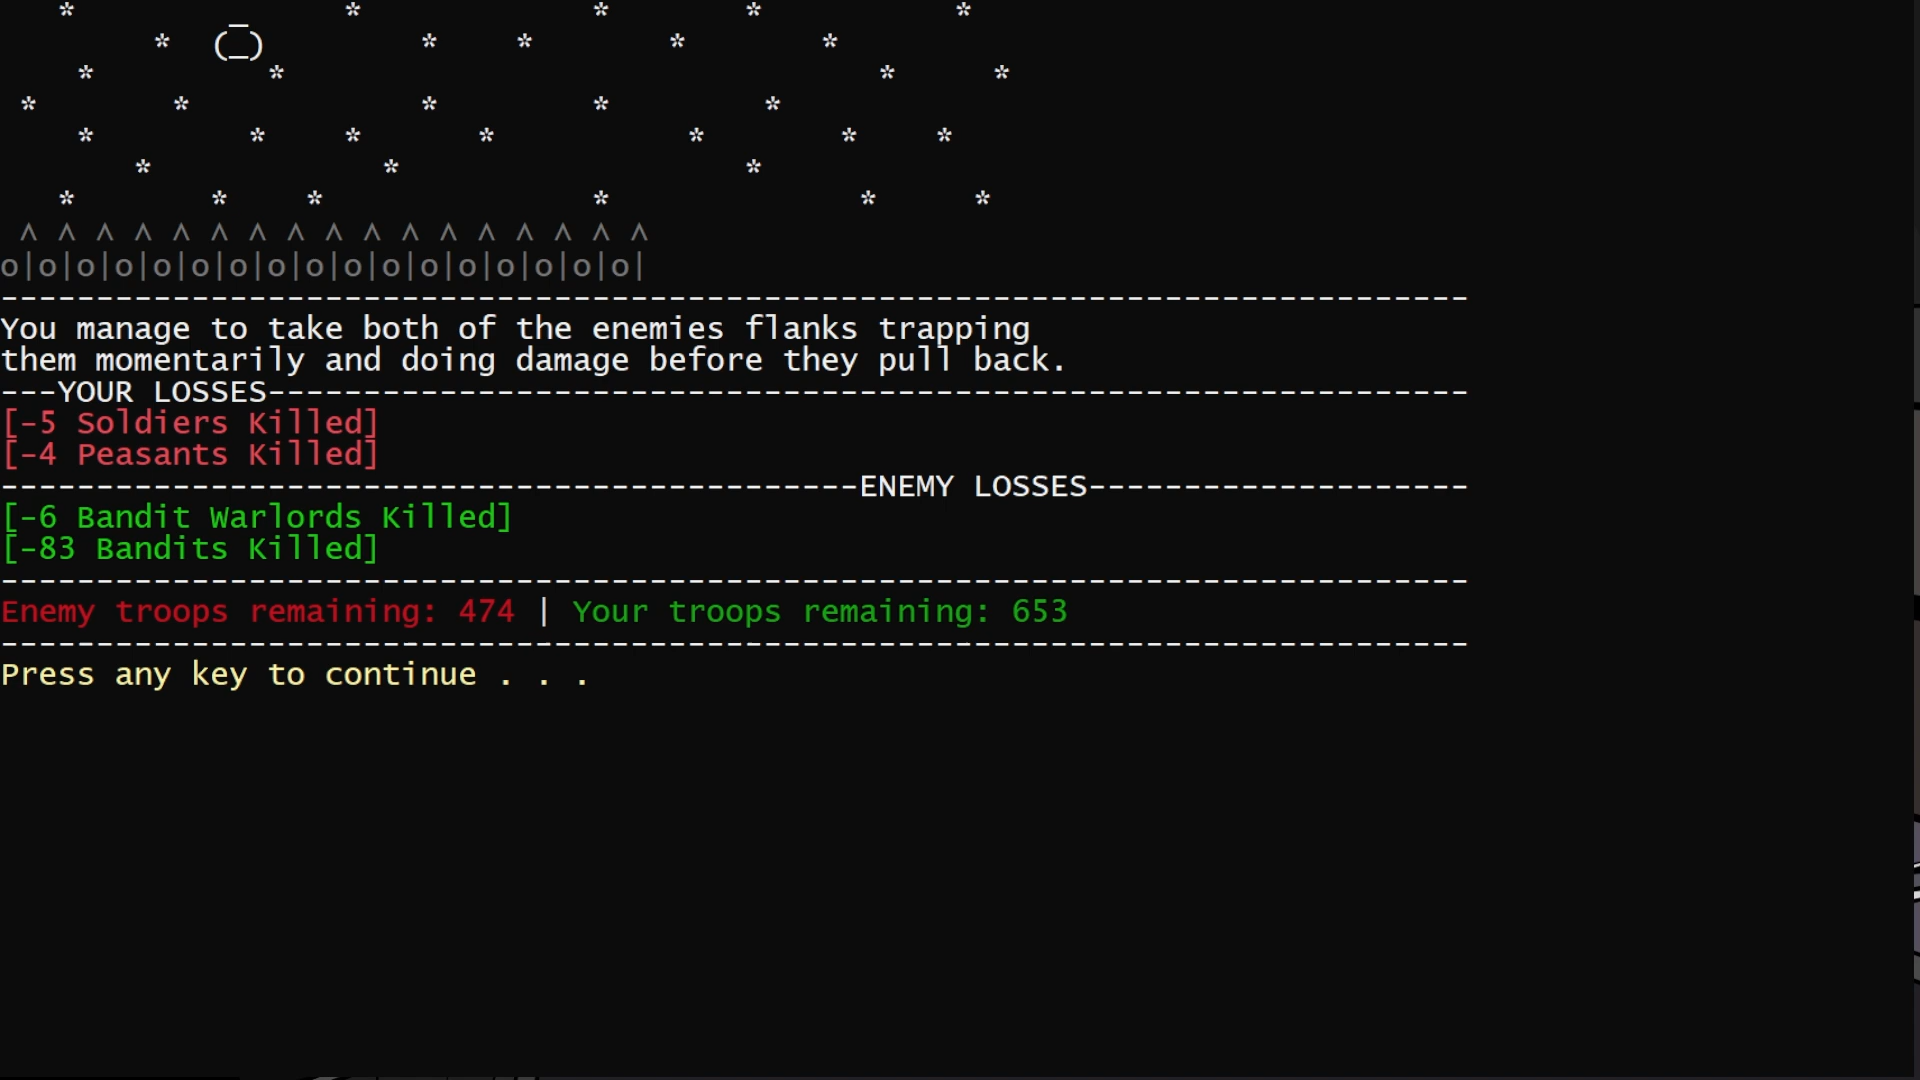 You manage to take both of the enemies flanks trapping
them momentarily and doing damage before they pull back.
---YOUR LOSSES---------------------------------------------------------------
[-5 Soldiers Killed]
[-4 Peasants Killed]
---------------------------------------------ENEMY LOSSES--------------------
[-6 Bandit Warlords Killed]
[-83 Bandits Killed]
Enemy troops remaining: 474 | Your troops remaining: 653
Press any key to continue . . .